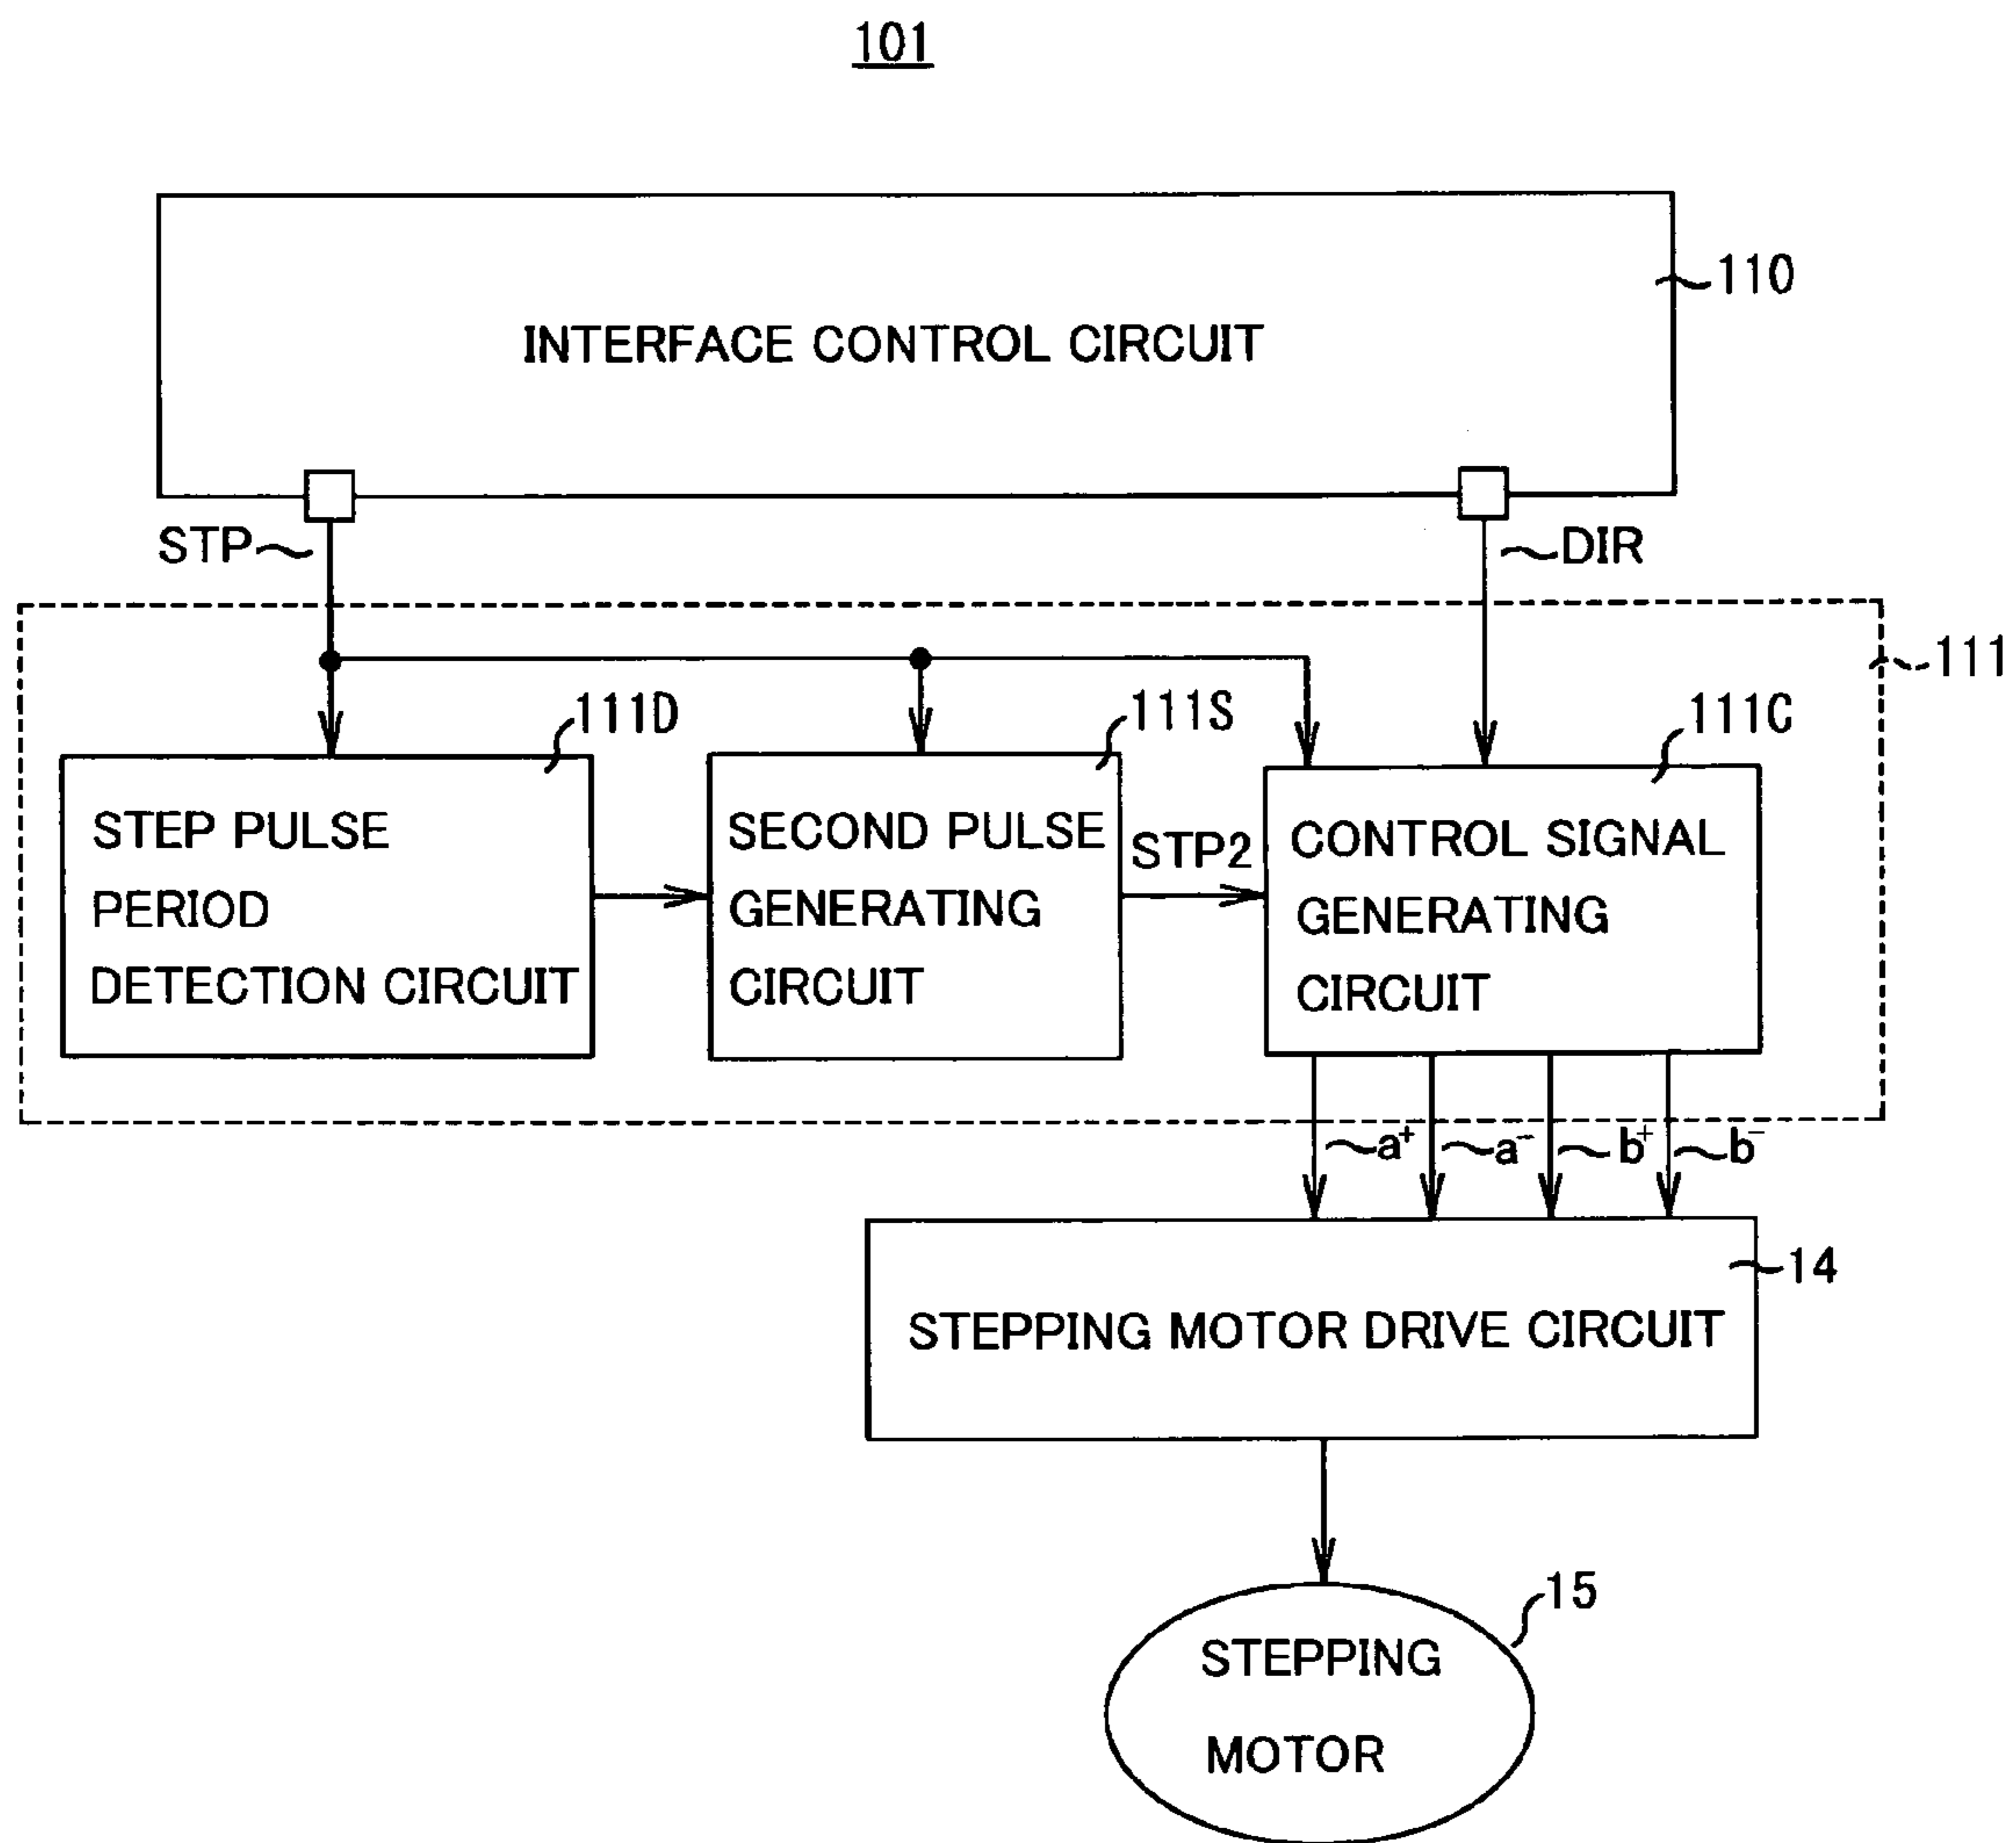 101
110
INTERFACE CONTROL CIRCUIT
STP
DIR
111
111D
111S
111C
STEP PULSE
PERIOD
DETECTION CIRCUIT
SECOND PULSE
GENERATING
CIRCUIT
STP2
CONTROL SIGNAL
GENERATING
CIRCUIT
a⁺
a⁻
b⁺
b⁻
14
STEPPING MOTOR DRIVE CIRCUIT
15
STEPPING
MOTOR